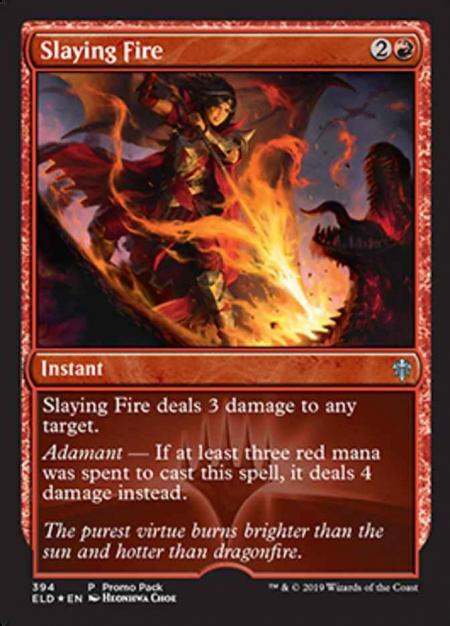 Slaying Fire 2
Instant
Slaying Fire deals 3 damage to any
target.
Adamant — If at least three red mana
was spent to cast this spell, it deals 4
damage instead.
The purest virtue burns brighter than the
sun and hotter than dragonfire.
394 P Promo Pack ™ & © 2019 Wizards of the Coast
ELD ★ EN Heonhwa Choe